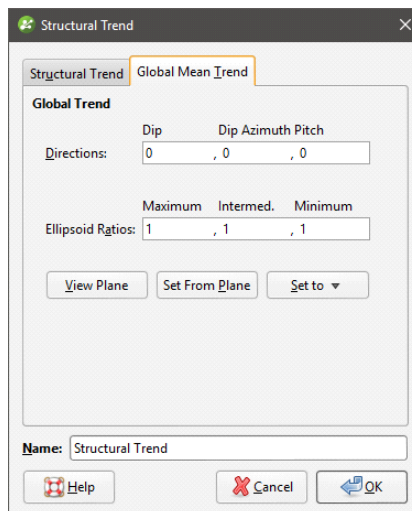 Structural Trend
Structural Trend Global Mean Trend
Global Trend
Dip Dip Azimuth Pitch
Directions: 0 , 0 , 0
Maximum Intermed. Minimum
Ellipsoid Ratios: 1 , 1 , 1
View Plane Set From Plane Set to
Name: Structural Trend
Help Cancel OK